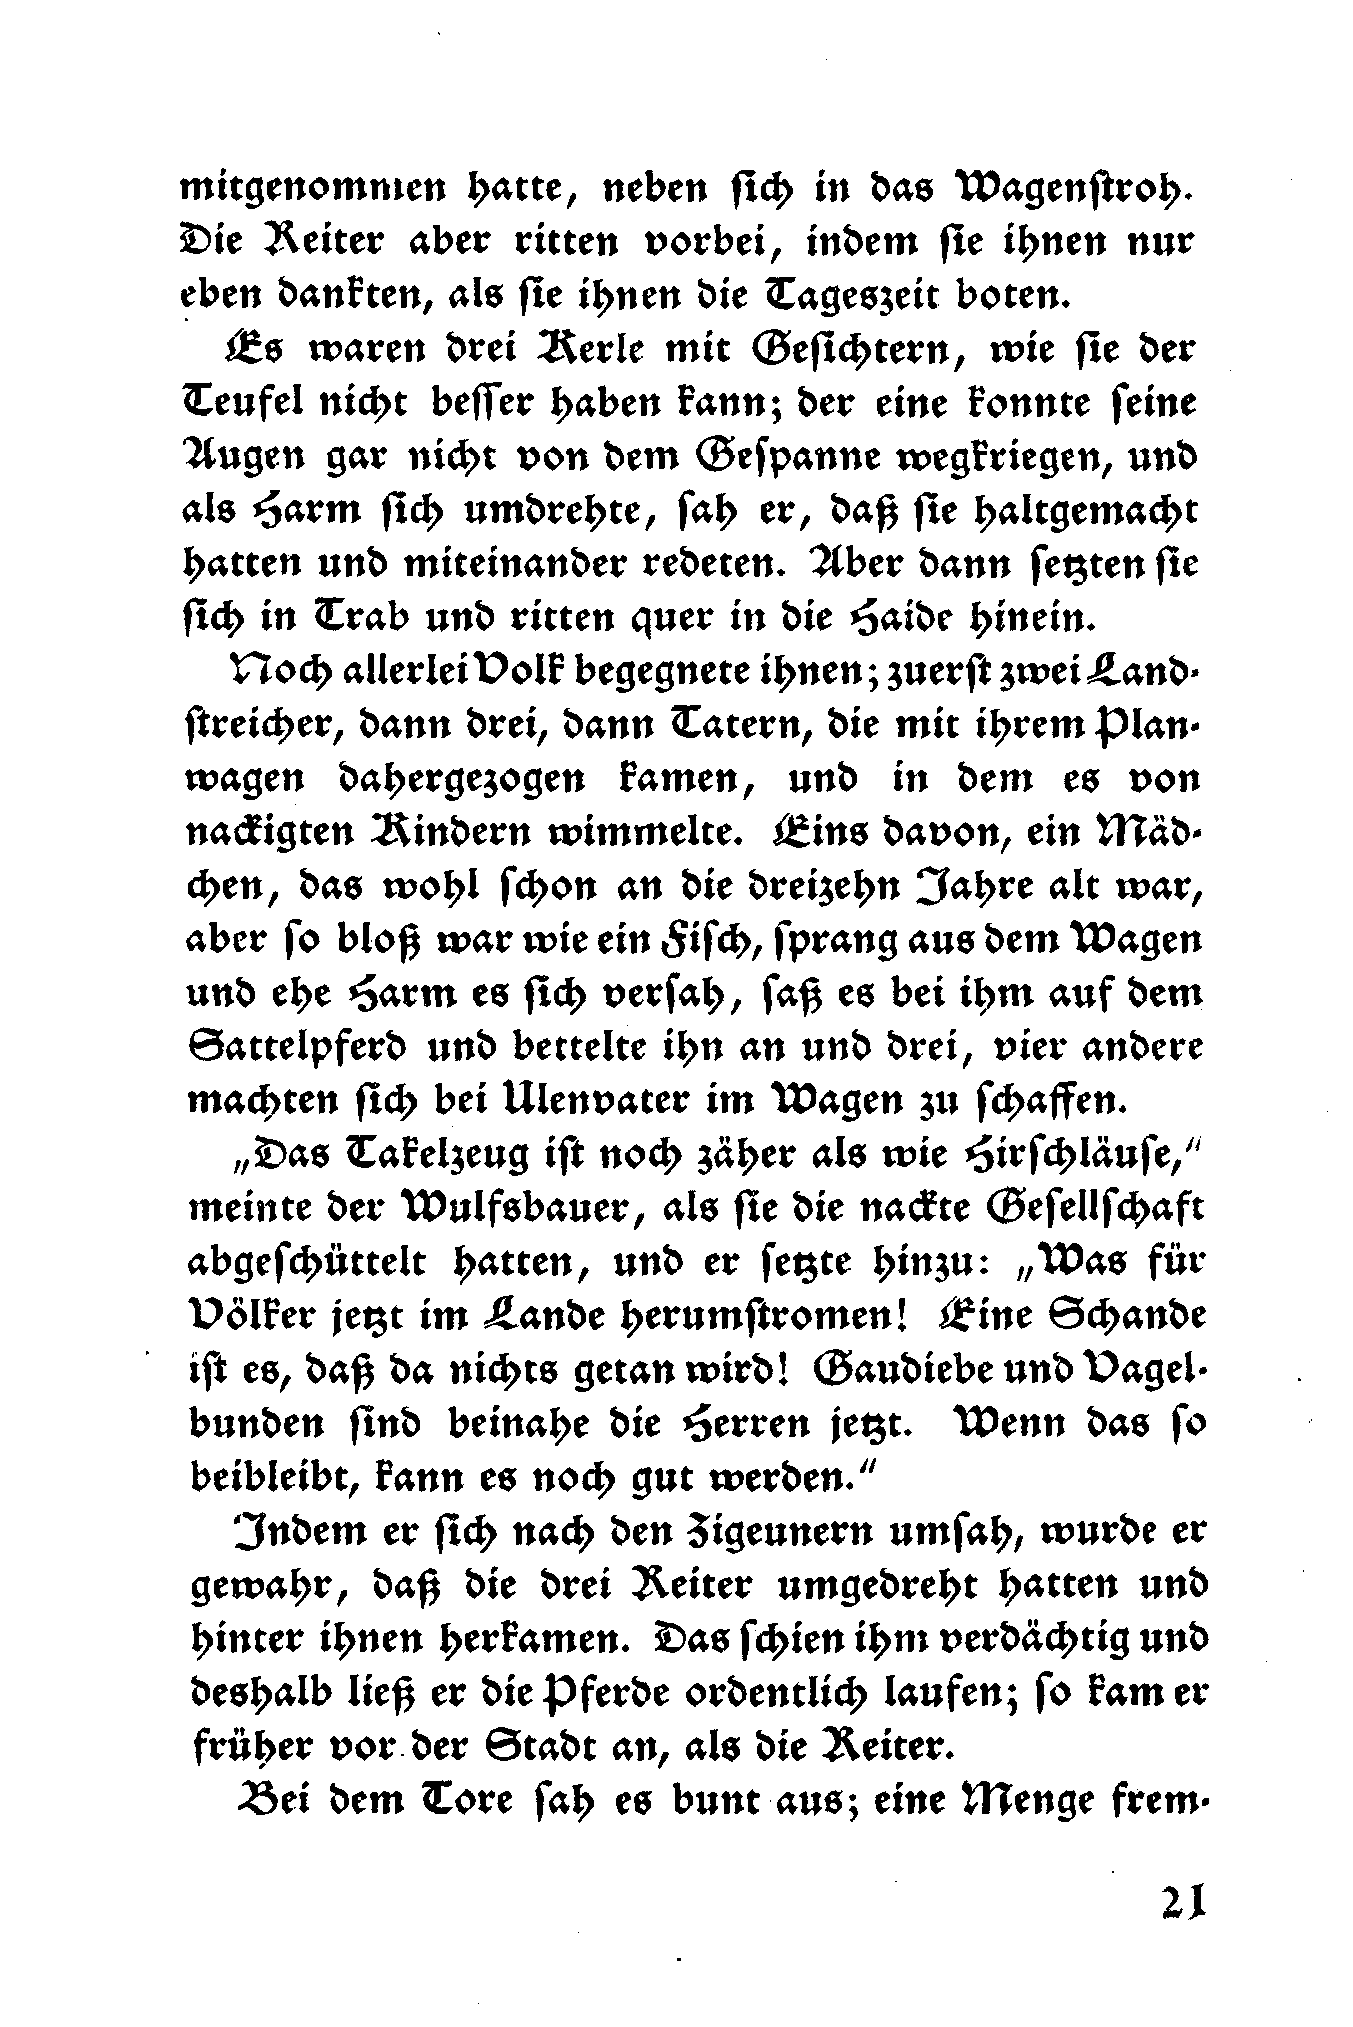 mitgenommen hatte, neben sich in das Wagenstroh.
Die Reiter aber ritten vorbei, indem sie ihnen nur
eben dankten, als sie ihnen die Tageszeit boten.
Es waren drei Kerle mit Gesichtern, wie sie der
Teufel nicht besser haben kann; der eine konnte seine
Augen gar nicht von dem Gespanne wegkriegen, und
als Harm sich umdrehte, sah er, daß sie haltgemacht
hatten und miteinander redeten. Aber dann setzten sie
sich in Trab und ritten quer in die Haide hinein.
Noch allerlei Volk begegnete ihnen; zuerst zwei Land-
streicher, dann drei, dann Tatern, die mit ihrem Plan-
wagen dahergezogen kamen, und in dem es von
nackigten Kindern wimmelte. Eins davon, ein Mäd-
chen, das wohl schon an die dreizehn Jahre alt war,
aber so bloß war wie ein Fisch, sprang aus dem Wagen
und ehe Harm es sich versah, saß es bei ihm auf dem
Sattelpferd und bettelte ihn an und drei, vier andere
machten sich bei Ulenvater im Wagen zu schaffen.
„Das Takelzeug ist noch zäher als wie Hirschläuse,"
meinte der Wulfsbauer, als sie die nackte Gesellschaft
abgeschüttelt hatten, und er setzte hinzu: „Was für
Völker jetzt im Lande herumstromen! Eine Schande
ist es, daß da nichts getan wird! Gaudiebe und Vagel-
bunden sind beinahe die Herren jetzt. Wenn das so
beibleibt, kann es noch gut werden."
Indem er sich nach den Zigeunern umsah, wurde er
gewahr, daß die drei Reiter umgedreht hatten und
hinter ihnen herkamen. Das schien ihm verdächtig und
deshalb ließ er die Pferde ordentlich laufen; so kam er
früher vor der Stadt an, als die Reiter.
Bei dem Tore sah es bunt aus; eine Menge frem-
21